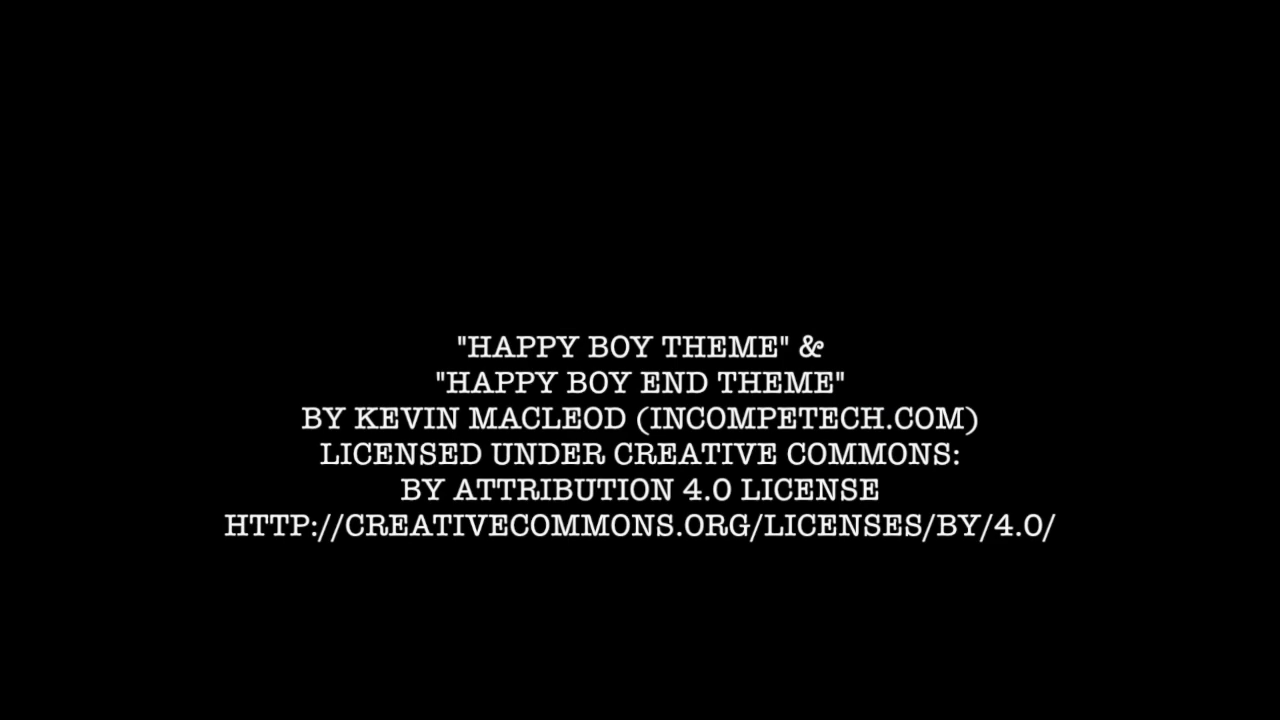 "HAPPY BOY THEME" &
"HAPPY BOY END THEME"
BY KEVIN MACLEOD (INCOMPETECH.COM)
LICENSED UNDER CREATIVE COMMONS:
BY ATTRIBUTION 4.0 LICENSE
HTTP://CREATIVECOMMONS.ORG/LICENSES/BY/4.0/